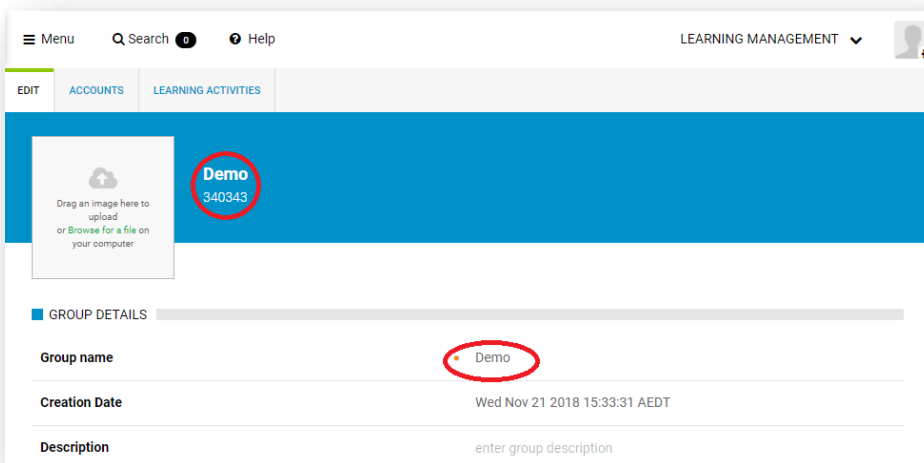 Menu Search 0 Help LEARNING MANAGEMENT
EDIT ACCOUNTS LEARNING ACTIVITIES
Drag an image here to
upload
or Browse for a file on
your computer
Demo
340343
GROUP DETAILS
Group name Demo
Creation Date Wed Nov 21 2018 15:33:31 AEDT
Description enter group description